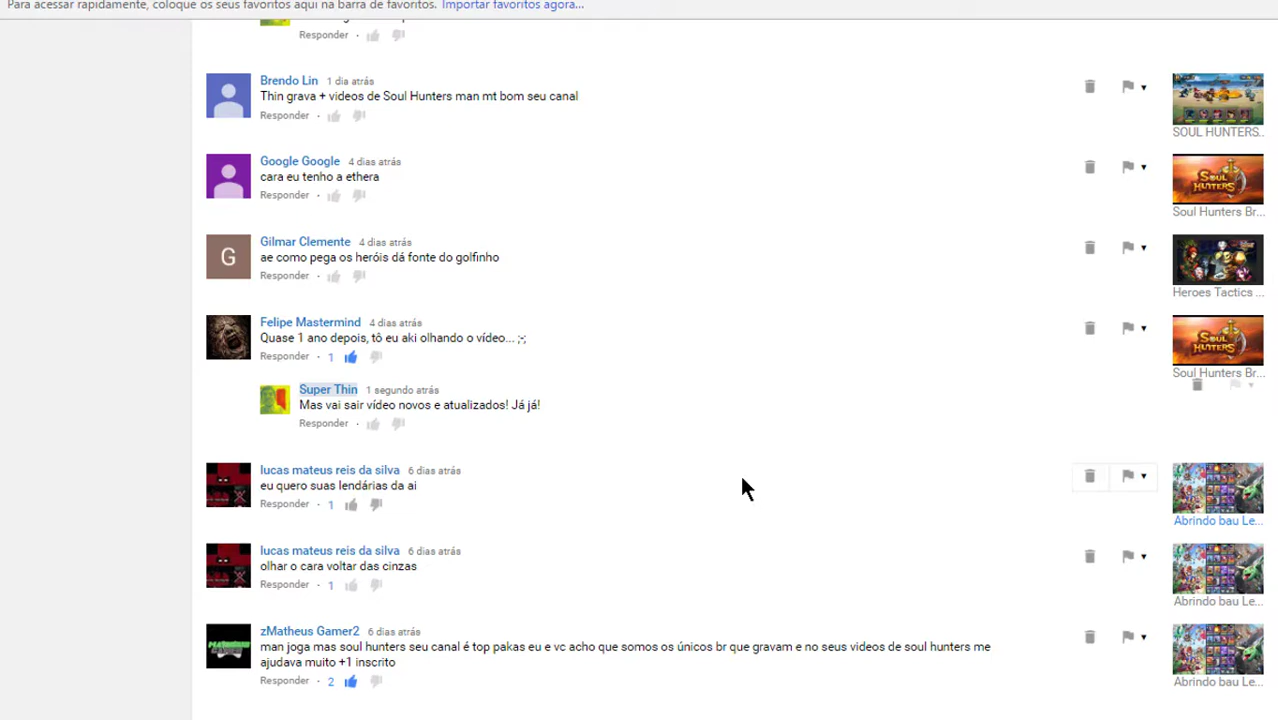 Para acessar rapidamente, coloque os seus favoritos aqui na barra de favoritos. Importar favoritos agora...
Responder ·
Brendo Lin 1 dia atrás
Thin grava + videos de Soul Hunters man mt bom seu canal
Responder ·
SOUL HUNTERS..
Google Google 4 dias atrás
cara eu tenho a ethera
Responder ·
SOUL HUNTERS
Soul Hunters Br...
Gilmar Clemente 4 dias atrás
G
ae como pega os heróis dá fonte do golfinho
Responder ·
Heroes Tactics ...
Felipe Mastermind 4 dias atrás
Quase 1 ano depois, tô eu aki olhando o vídeo... ;-;
Responder · 1
SOUL HUNTERS
Soul Hunters Br...
Super Thin 1 segundo atrás
Mas vai sair vídeo novos e atualizados! Já já!
Responder ·
lucas mateus reis da silva 6 dias atrás
eu quero suas lendárias da ai
Responder · 1
Abrindo bau Le...
lucas mateus reis da silva 6 dias atrás
olhar o cara voltar das cinzas
Responder · 1
Abrindo bau Le...
zMatheus Gamer2 6 dias atrás
man joga mas soul hunters seu canal é top pakas eu e vc acho que somos os únicos br que gravam e no seus videos de soul hunters me
ajudava muito +1 inscrito
Responder · 2
Abrindo bau Le...